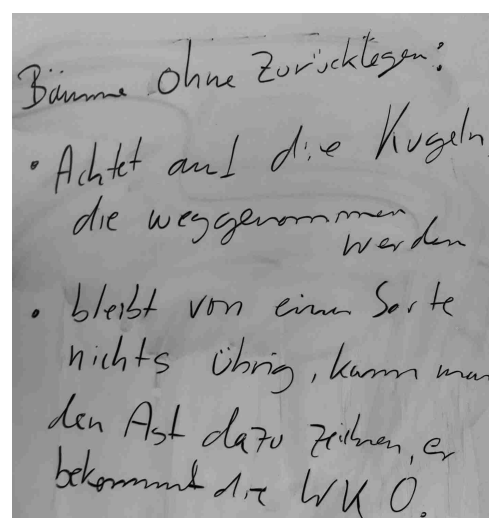 Bäume ohne Zurücklegen:
• Achtet auf die Kugeln,
die weggenommen
werden
• bleibt von einer Sorte
nichts übrig, kann man
den Ast dazu zeichnen, er
bekommt die WK 0.